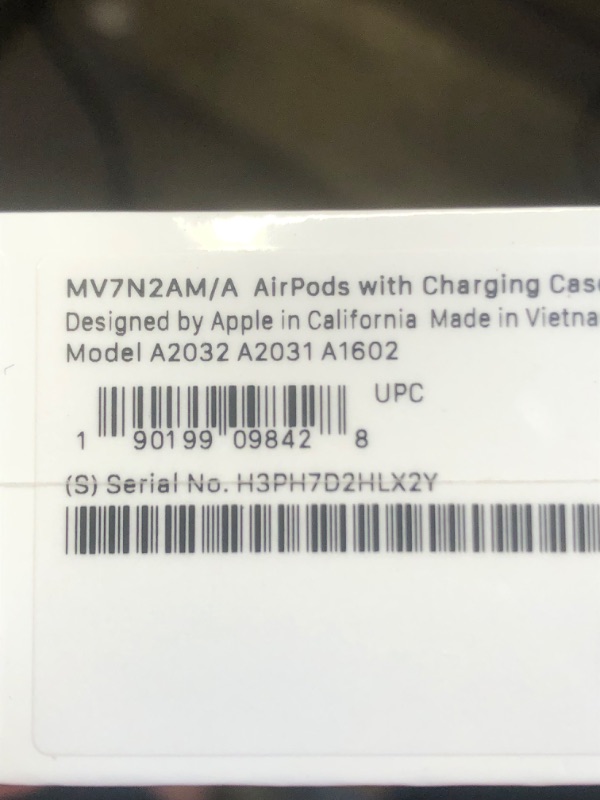 MV7N2AM/A AirPods with Charging Case
Designed by Apple in California Made in
Model A2032 A2031 A1602
UPC
1 90199 09842 8
(S) Serial No. H3PH7D2HLX2Y